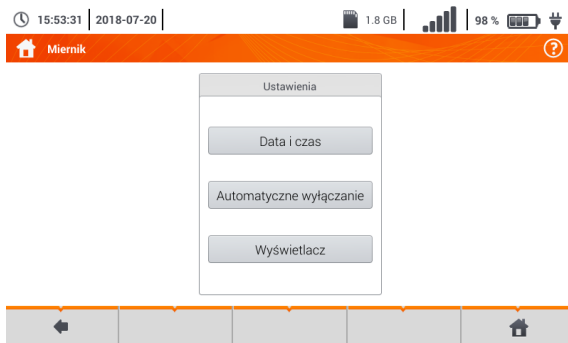 15:53:31 2018-07-20 1.8 GB 98 %
Miernik ?
Ustawienia
Data i czas
Automatyczne wyłączanie
Wyświetlacz